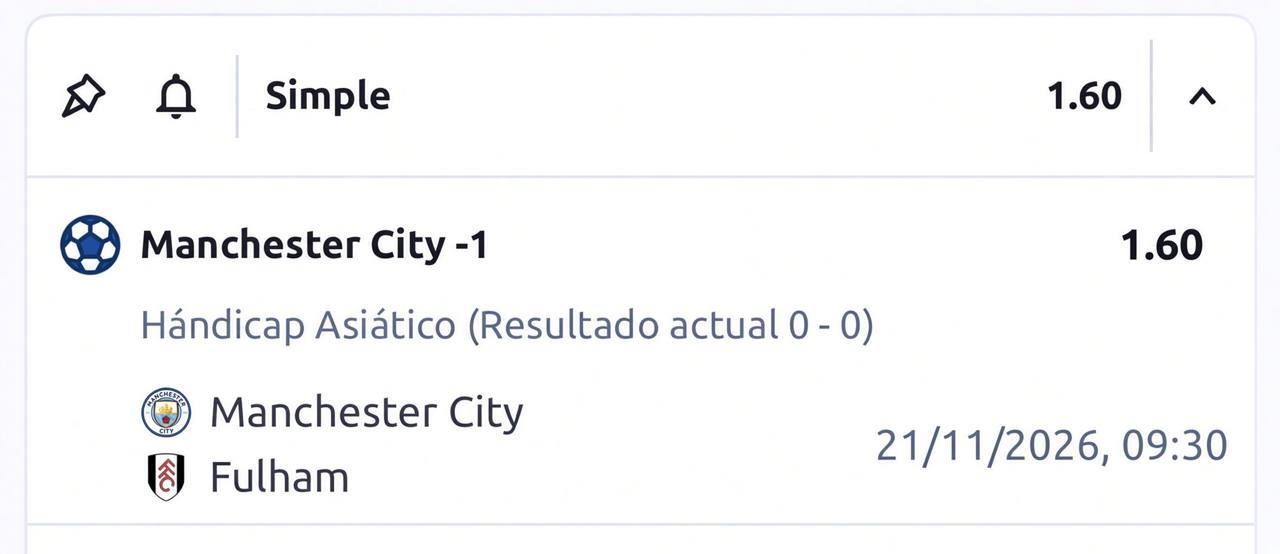 Simple 1.60
Manchester City -1 1.60
Hándicap Asiático (Resultado actual 0 - 0)
Manchester City
21/11/2026, 09:30
Fulham